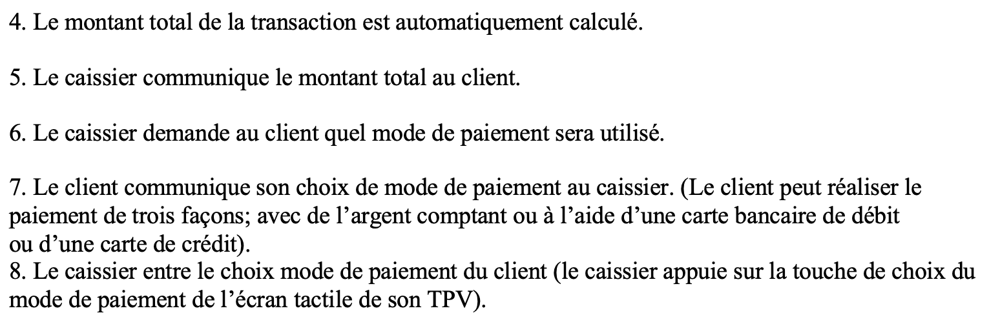 4. Le montant total de la transaction est automatiquement calculé.
5. Le caissier communique le montant total au client.
6. Le caissier demande au client quel mode de paiement sera utilisé.
7. Le client communique son choix de mode de paiement au caissier. (Le client peut réaliser le
paiement de trois façons; avec de l’argent comptant ou à l’aide d’une carte bancaire de débit
ou d’une carte de crédit).
8. Le caissier entre le choix mode de paiement du client (le caissier appuie sur la touche de choix du
mode de paiement de l’écran tactile de son TPV).